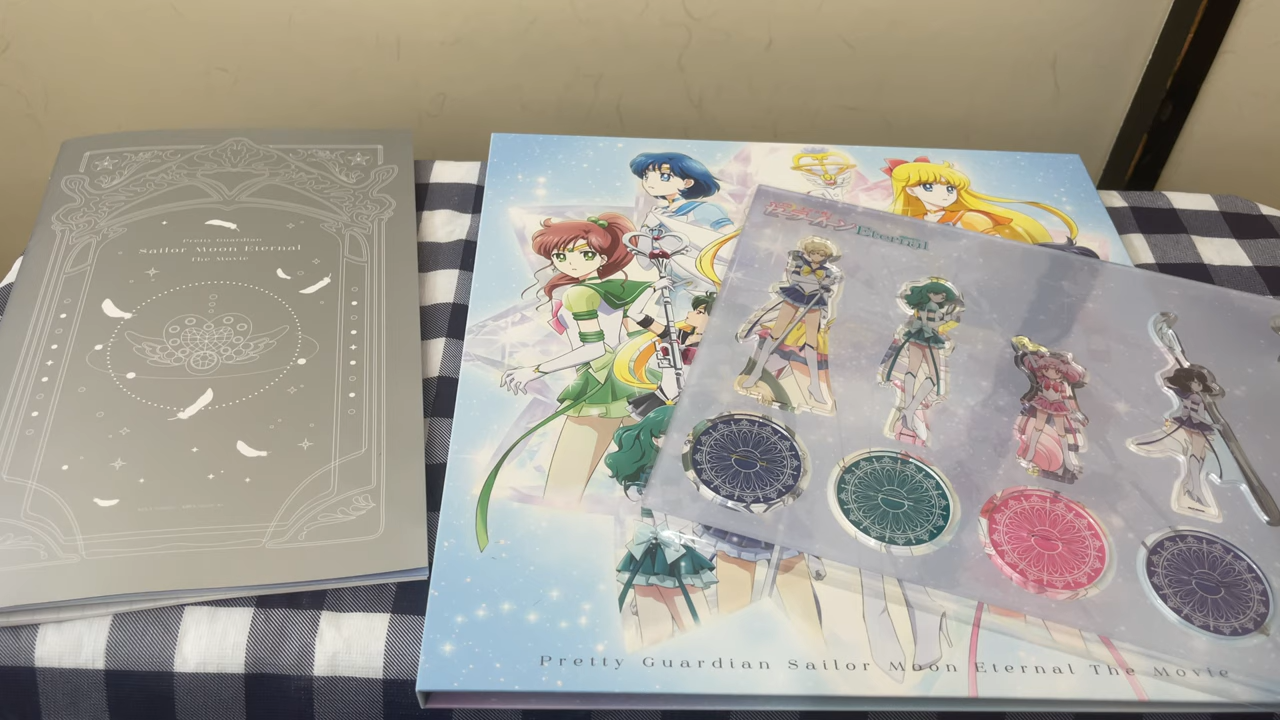 Pretty Guardian
Sailor Moon Eternal
The Movie
Eternal
Pretty Guardian Sailor Moon Eternal The Movie